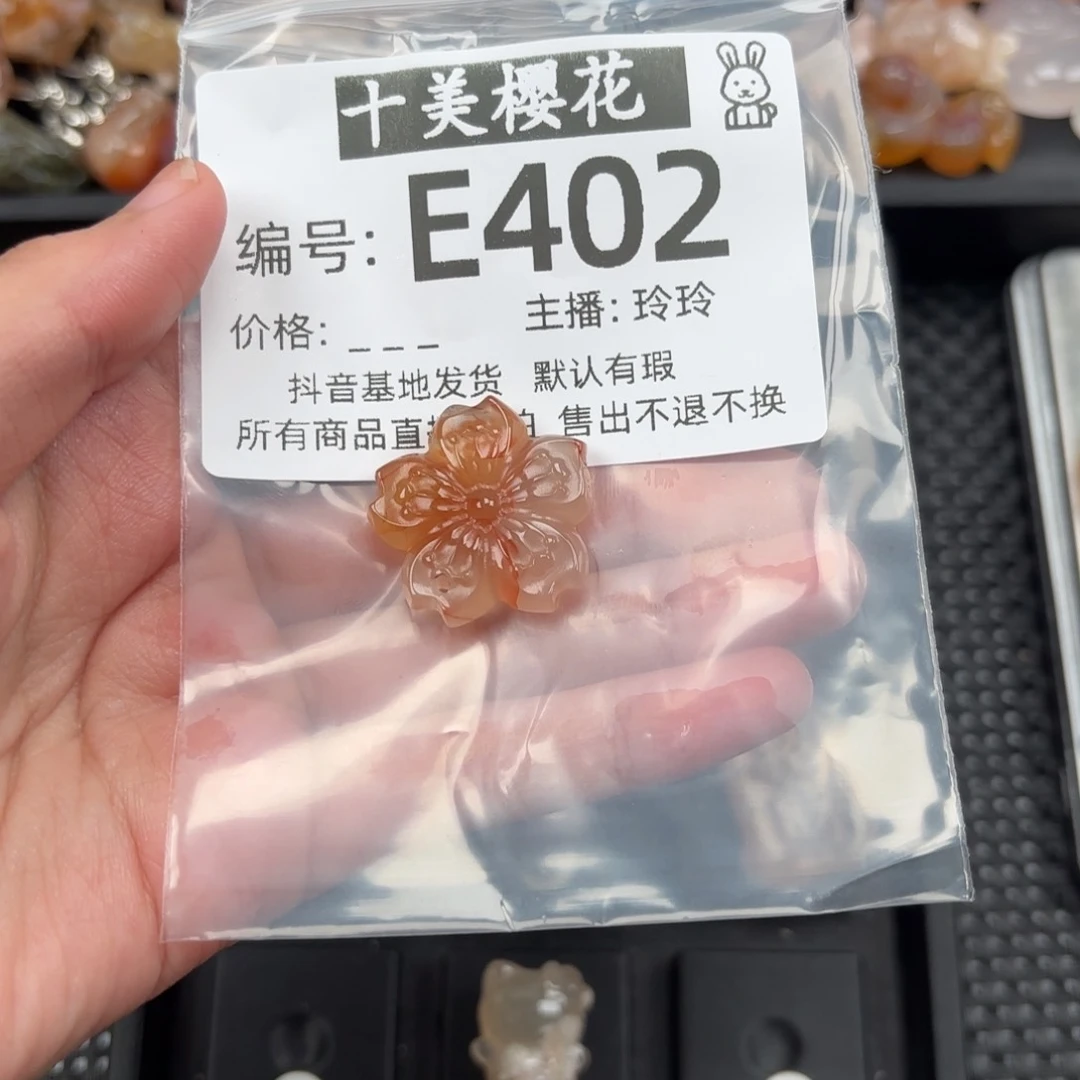 十美樱花
编号: E402
价格: _ _ _ 主播: 玲玲
抖音基地发货 默认有瑕
所有商品直 拍 售出不退不换